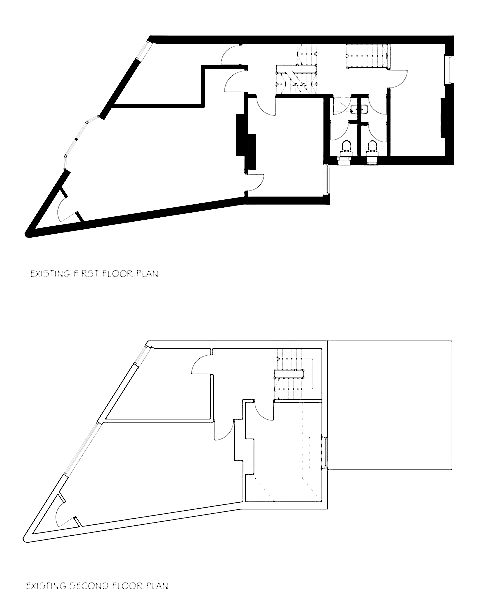 EXISTING FIRST FLOOR PLAN
EXISTING SECOND FLOOR PLAN